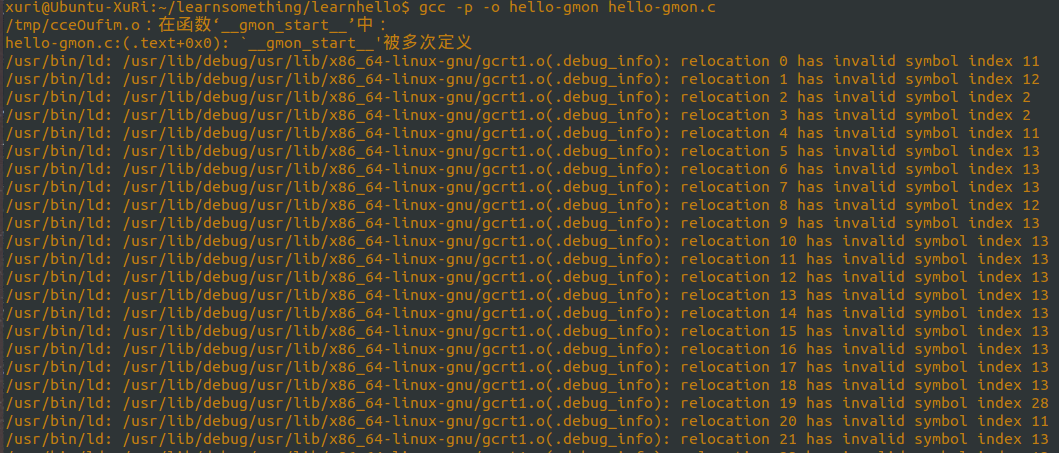 xuri@Ubuntu-XuRi:~/learnsomething/learnhello$ gcc -p -o hello-gmon hello-gmon.c
/tmp/cceOufim.o：在函数‘__gmon_start__’中：
hello-gmon.c:(.text+0x0): `__gmon_start__'被多次定义
/usr/bin/ld: /usr/lib/debug/usr/lib/x86_64-linux-gnu/gcrt1.o(.debug_info): relocation 0 has invalid symbol index 11
/usr/bin/ld: /usr/lib/debug/usr/lib/x86_64-linux-gnu/gcrt1.o(.debug_info): relocation 1 has invalid symbol index 12
/usr/bin/ld: /usr/lib/debug/usr/lib/x86_64-linux-gnu/gcrt1.o(.debug_info): relocation 2 has invalid symbol index 2
/usr/bin/ld: /usr/lib/debug/usr/lib/x86_64-linux-gnu/gcrt1.o(.debug_info): relocation 3 has invalid symbol index 2
/usr/bin/ld: /usr/lib/debug/usr/lib/x86_64-linux-gnu/gcrt1.o(.debug_info): relocation 4 has invalid symbol index 11
/usr/bin/ld: /usr/lib/debug/usr/lib/x86_64-linux-gnu/gcrt1.o(.debug_info): relocation 5 has invalid symbol index 13
/usr/bin/ld: /usr/lib/debug/usr/lib/x86_64-linux-gnu/gcrt1.o(.debug_info): relocation 6 has invalid symbol index 13
/usr/bin/ld: /usr/lib/debug/usr/lib/x86_64-linux-gnu/gcrt1.o(.debug_info): relocation 7 has invalid symbol index 13
/usr/bin/ld: /usr/lib/debug/usr/lib/x86_64-linux-gnu/gcrt1.o(.debug_info): relocation 8 has invalid symbol index 12
/usr/bin/ld: /usr/lib/debug/usr/lib/x86_64-linux-gnu/gcrt1.o(.debug_info): relocation 9 has invalid symbol index 13
/usr/bin/ld: /usr/lib/debug/usr/lib/x86_64-linux-gnu/gcrt1.o(.debug_info): relocation 10 has invalid symbol index 13
/usr/bin/ld: /usr/lib/debug/usr/lib/x86_64-linux-gnu/gcrt1.o(.debug_info): relocation 11 has invalid symbol index 13
/usr/bin/ld: /usr/lib/debug/usr/lib/x86_64-linux-gnu/gcrt1.o(.debug_info): relocation 12 has invalid symbol index 13
/usr/bin/ld: /usr/lib/debug/usr/lib/x86_64-linux-gnu/gcrt1.o(.debug_info): relocation 13 has invalid symbol index 13
/usr/bin/ld: /usr/lib/debug/usr/lib/x86_64-linux-gnu/gcrt1.o(.debug_info): relocation 14 has invalid symbol index 13
/usr/bin/ld: /usr/lib/debug/usr/lib/x86_64-linux-gnu/gcrt1.o(.debug_info): relocation 15 has invalid symbol index 13
/usr/bin/ld: /usr/lib/debug/usr/lib/x86_64-linux-gnu/gcrt1.o(.debug_info): relocation 16 has invalid symbol index 13
/usr/bin/ld: /usr/lib/debug/usr/lib/x86_64-linux-gnu/gcrt1.o(.debug_info): relocation 17 has invalid symbol index 13
/usr/bin/ld: /usr/lib/debug/usr/lib/x86_64-linux-gnu/gcrt1.o(.debug_info): relocation 18 has invalid symbol index 13
/usr/bin/ld: /usr/lib/debug/usr/lib/x86_64-linux-gnu/gcrt1.o(.debug_info): relocation 19 has invalid symbol index 28
/usr/bin/ld: /usr/lib/debug/usr/lib/x86_64-linux-gnu/gcrt1.o(.debug_info): relocation 20 has invalid symbol index 11
/usr/bin/ld: /usr/lib/debug/usr/lib/x86_64-linux-gnu/gcrt1.o(.debug_info): relocation 21 has invalid symbol index 13